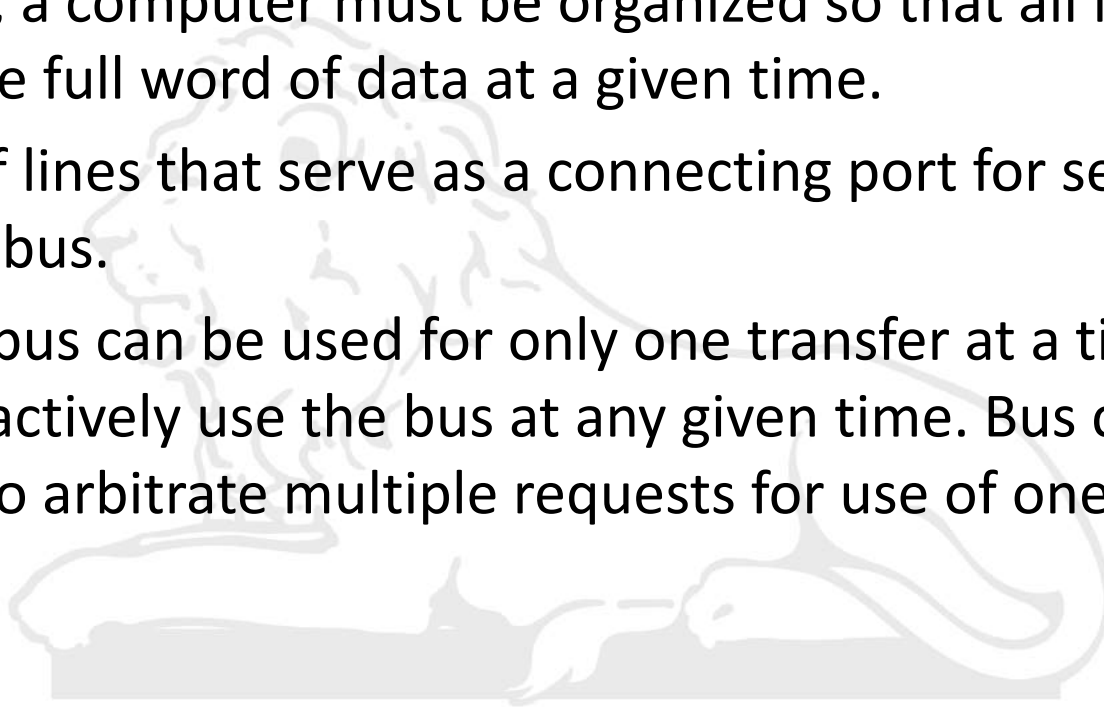 a computer must be organized so that all
full word of data at a given time.
lines that serve as a connecting port for
bus.
bus can be used for only one transfer at a
actively use the bus at any given time. Bus
arbitrate multiple requests for use of one